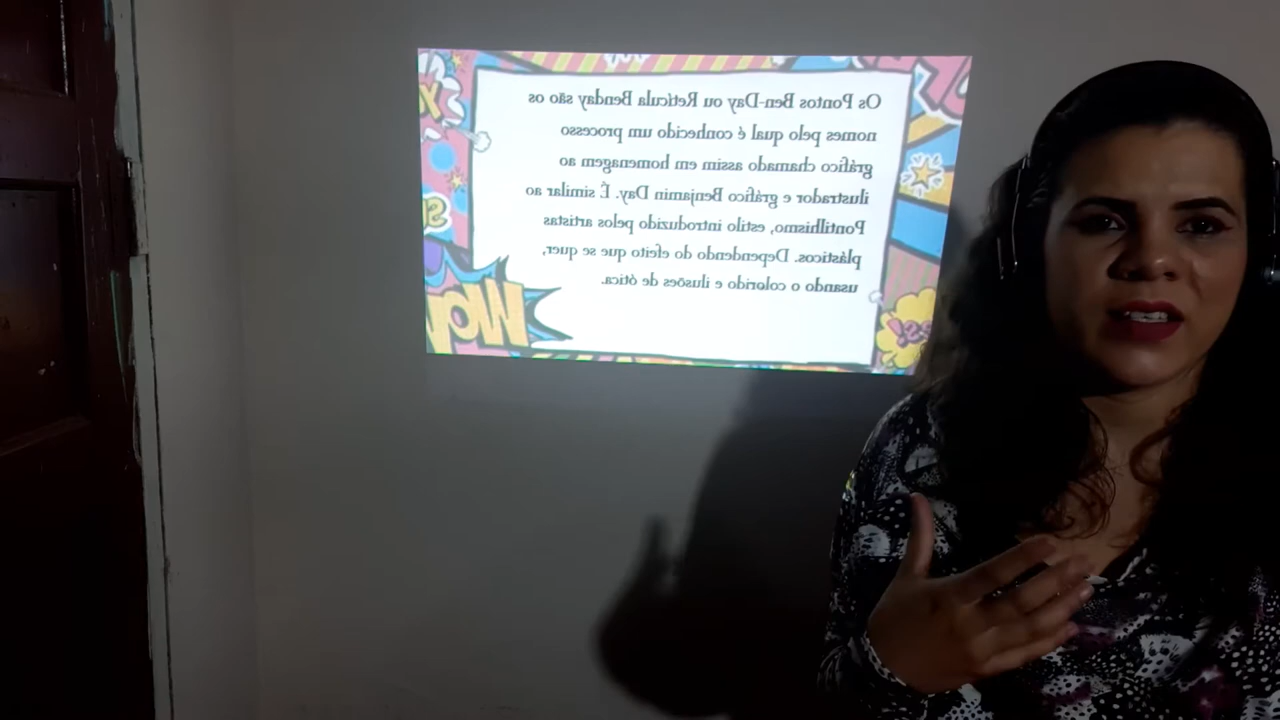 Os Pontos Ben-Day ou Retícula Benday são os
nomes pelo qual é conhecido um processo
gráfico chamado assim em homenagem ao
ilustrador e gráfico Benjamin Day. É similar ao
Pontilhismo, estilo introduzido pelos artistas
plásticos. Dependendo do efeito que se quer,
usando o colorido e ilusões de ótica.
WOW